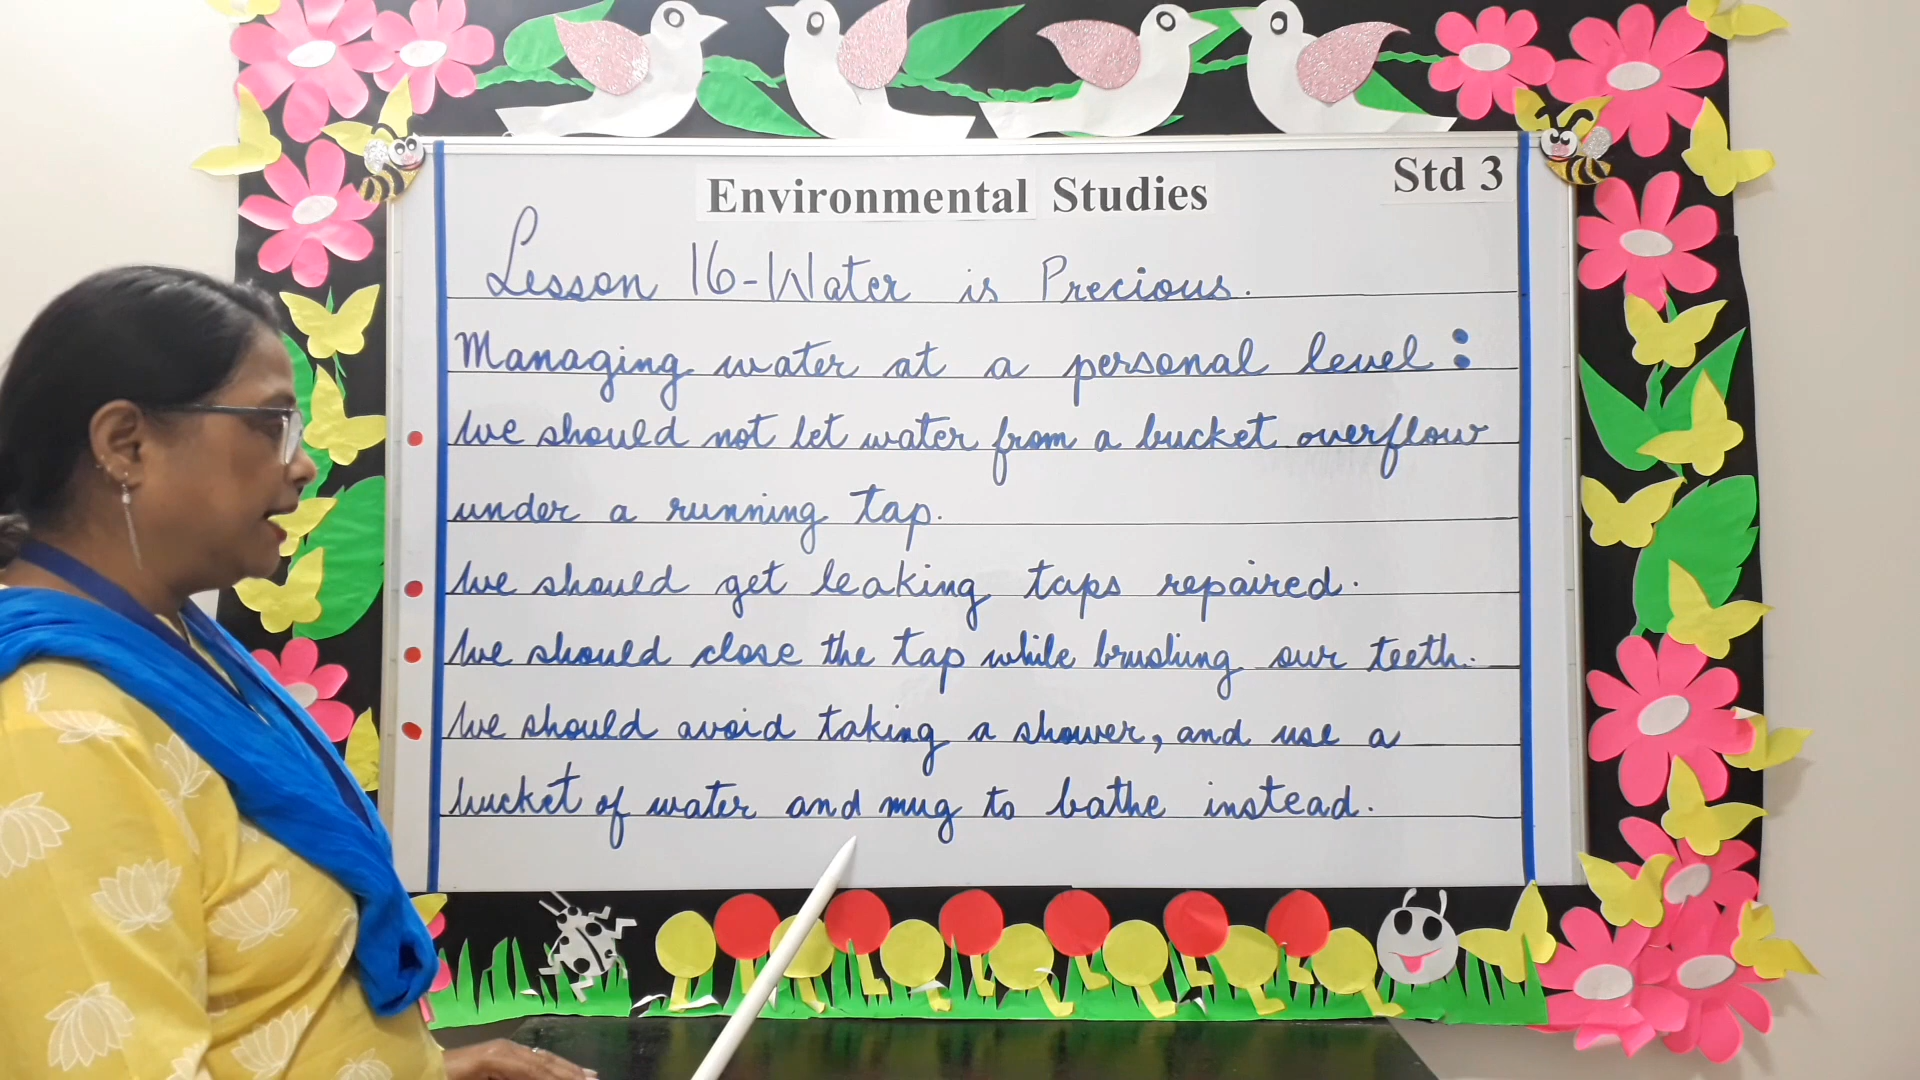 Environmental Studies
Std 3
Lesson 16-Water is Precious.
Managing water at a personal level:
We should not let water from a bucket overflow
under a running tap.
We should get leaking taps repaired.
We should close the tap while brushing our teeth.
We should avoid taking a shower, and use a
bucket of water and mug to bathe instead.